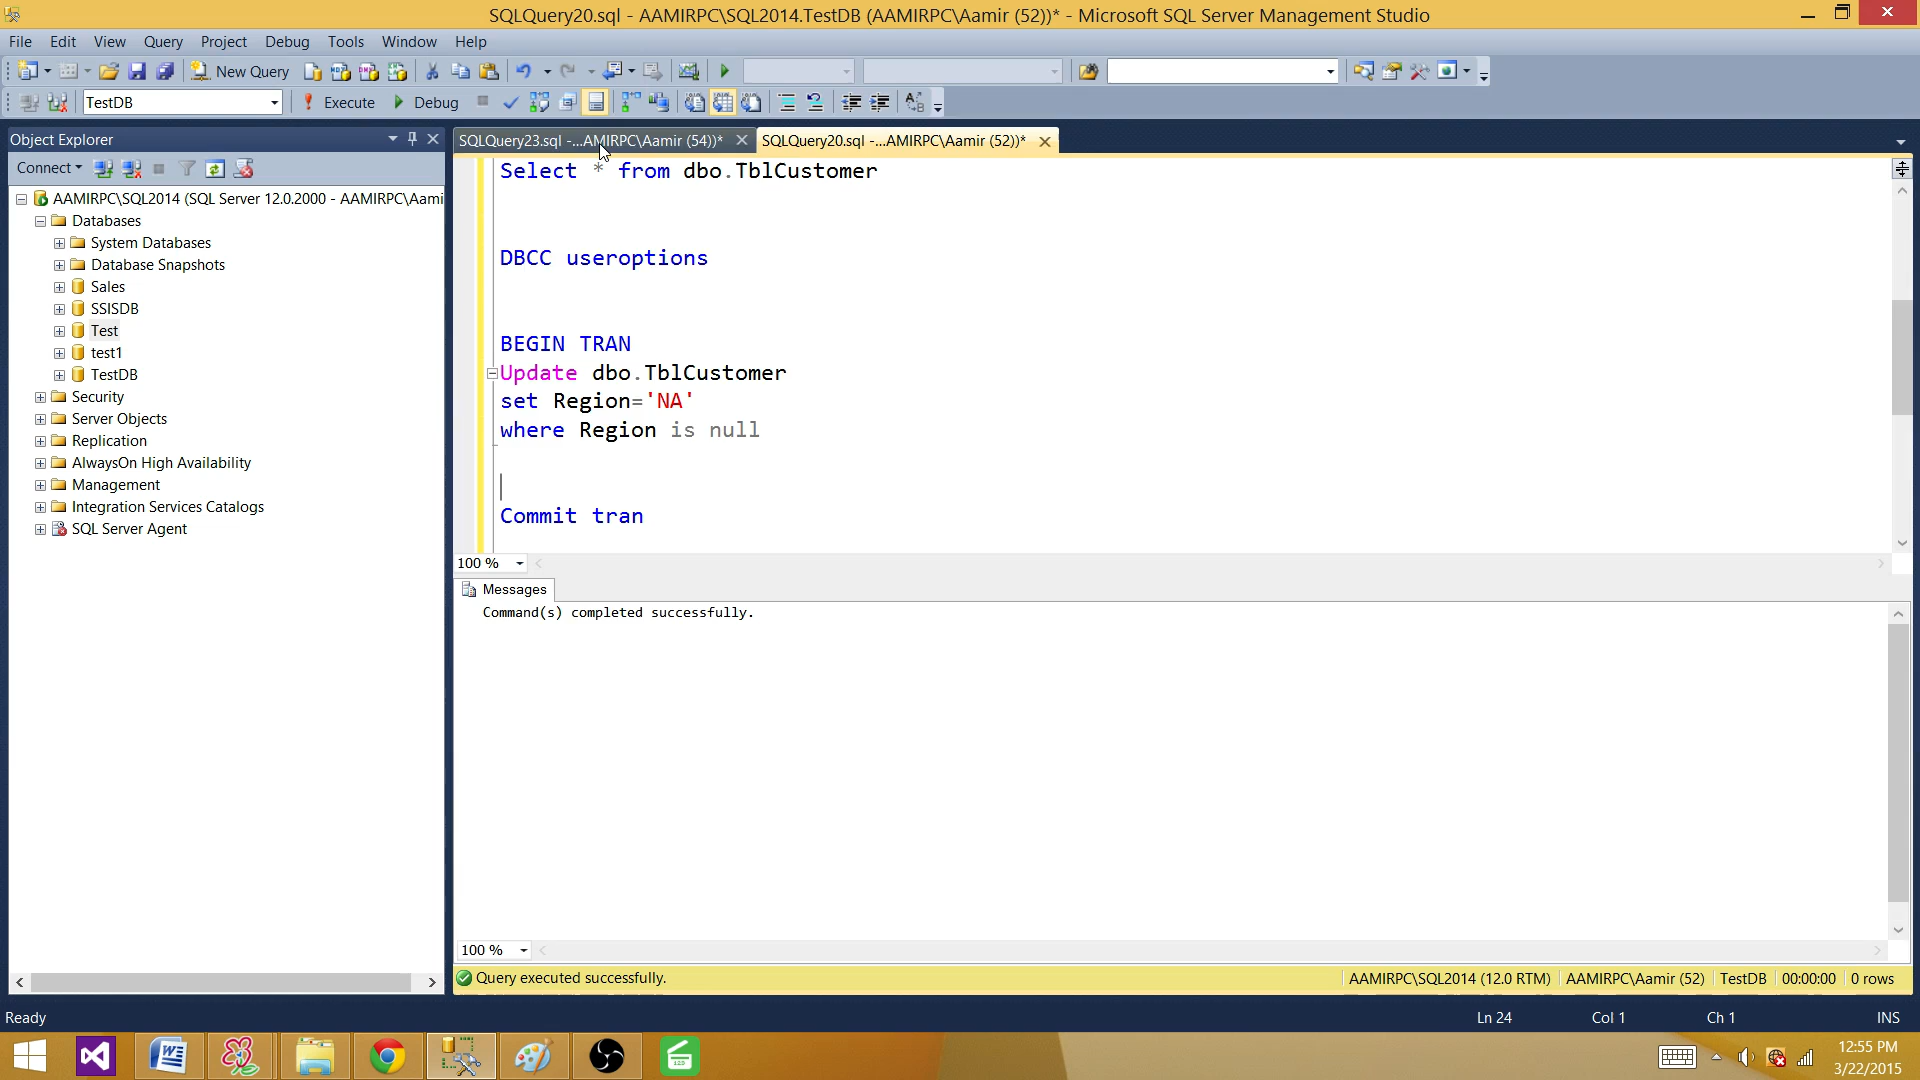 SQLQuery20.sql - AAMIRPC\SQL2014.TestDB (AAMIRPC\Aamir (52))* - Microsoft SQL Server Management Studio
File Edit View Query Project Debug Tools Window Help
New Query
TestDB Execute Debug
Object Explorer
SQLQuery23.sql -...AMIRPC\Aamir (54))* SQLQuery20.sql -...AMIRPC\Aamir (52))*
Connect
AAMIRPC\SQL2014 (SQL Server 12.0.2000 - AAMIRPC\Aami
Databases
System Databases
Database Snapshots
Sales
SSISDB
Test
test1
TestDB
Security
Server Objects
Replication
AlwaysOn High Availability
Management
Integration Services Catalogs
SQL Server Agent
Select * from dbo.TblCustomer
DBCC useroptions
BEGIN TRAN
Update dbo.TblCustomer
set Region='NA'
where Region is null
Commit tran
100 %
Messages
Command(s) completed successfully.
100 %
Query executed successfully. AAMIRPC\SQL2014 (12.0 RTM) AAMIRPC\Aamir (52) TestDB 00:00:00 0 rows
Ready Ln 24 Col 1 Ch 1 INS
12:55 PM
3/22/2015